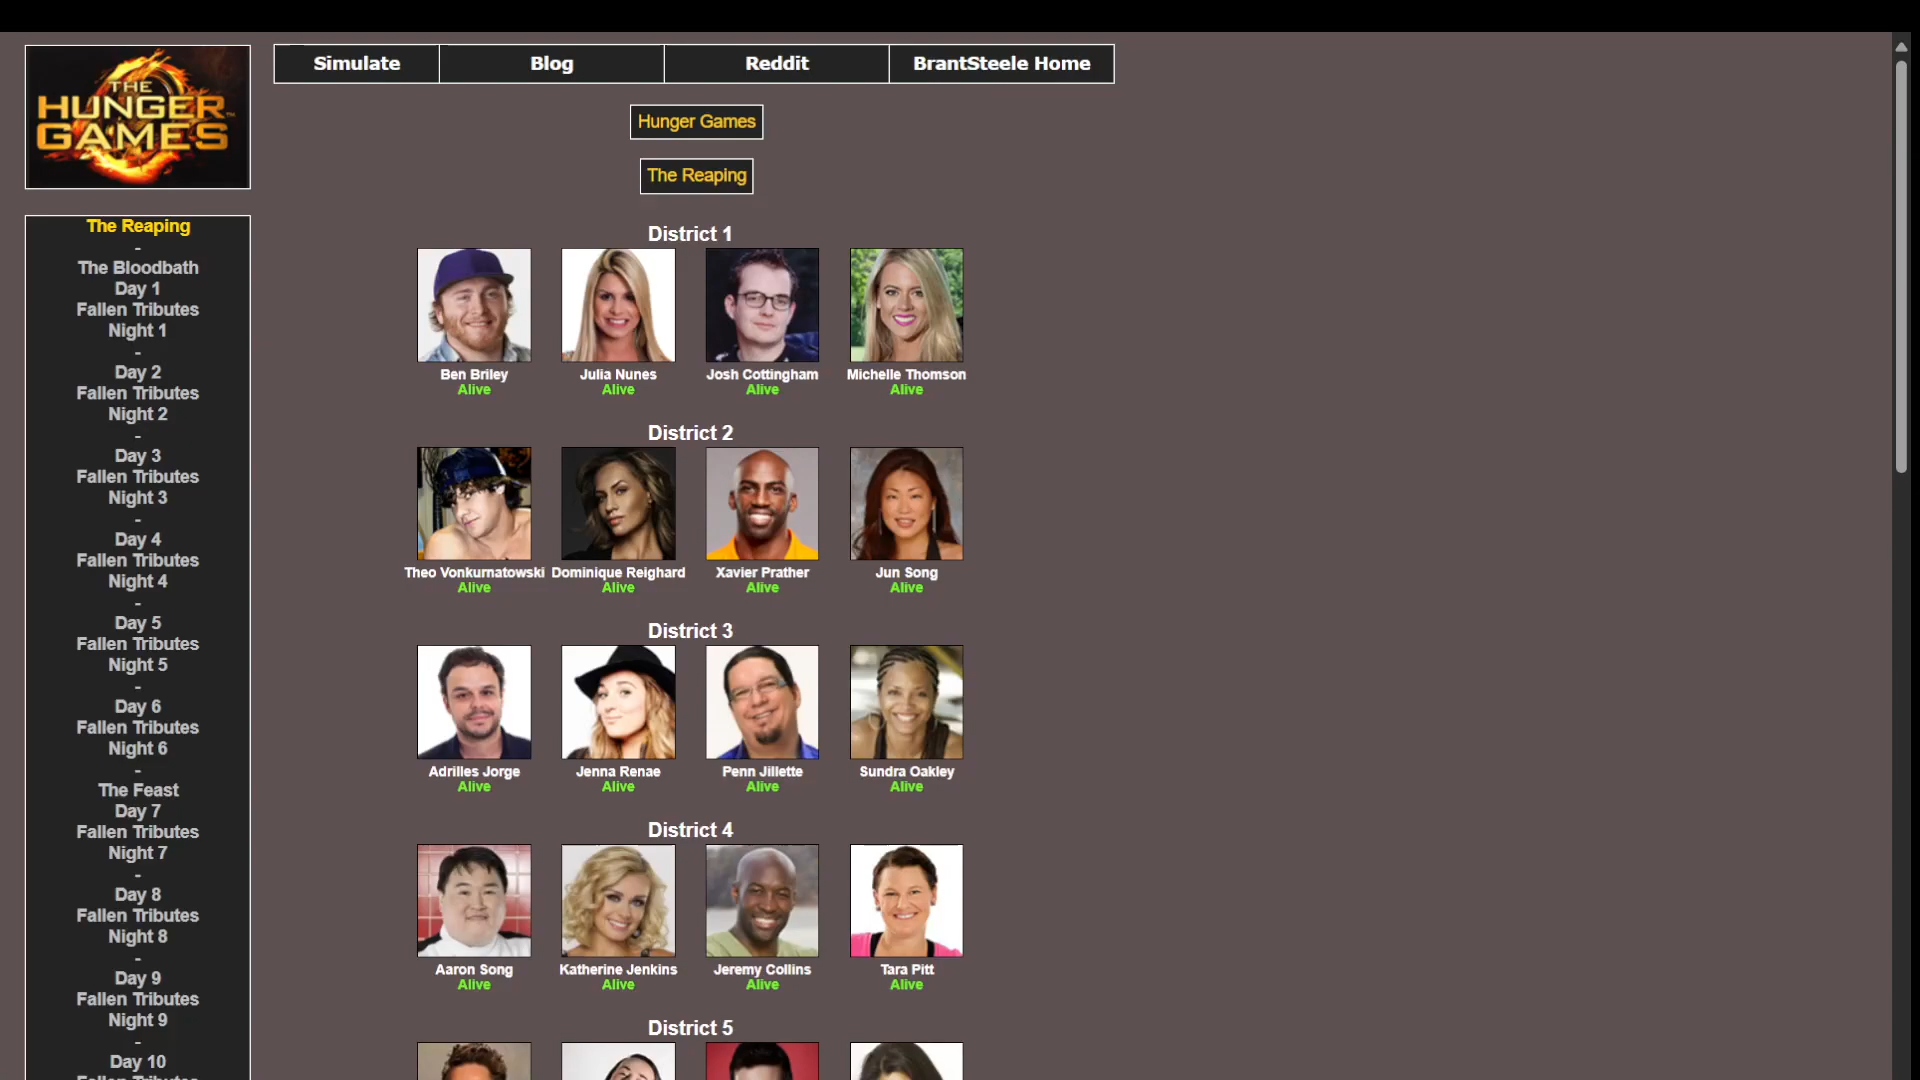 THE
HUNGER
GAMES
Simulate
Blog
Reddit
BrantSteele Home
Hunger Games
The Reaping
The Reaping
-
The Bloodbath
Day 1
Fallen Tributes
Night 1
-
Day 2
Fallen Tributes
Night 2
-
Day 3
Fallen Tributes
Night 3
-
Day 4
Fallen Tributes
Night 4
-
Day 5
Fallen Tributes
Night 5
-
Day 6
Fallen Tributes
Night 6
-
The Feast
Day 7
Fallen Tributes
Night 7
-
Day 8
Fallen Tributes
Night 8
-
Day 9
Fallen Tributes
Night 9
-
Day 10
Fallen Tributes
District 1
Ben Briley Julia Nunes Josh Cottingham Michelle Thomson
Alive Alive Alive Alive
District 2
Theo Vonkurnatowski Dominique Reighard Xavier Prather Jun Song
Alive Alive Alive Alive
District 3
Adrilles Jorge Jenna Renae Penn Jillette Sundra Oakley
Alive Alive Alive Alive
District 4
Aaron Song Katherine Jenkins Jeremy Collins Tara Pitt
Alive Alive Alive Alive
District 5